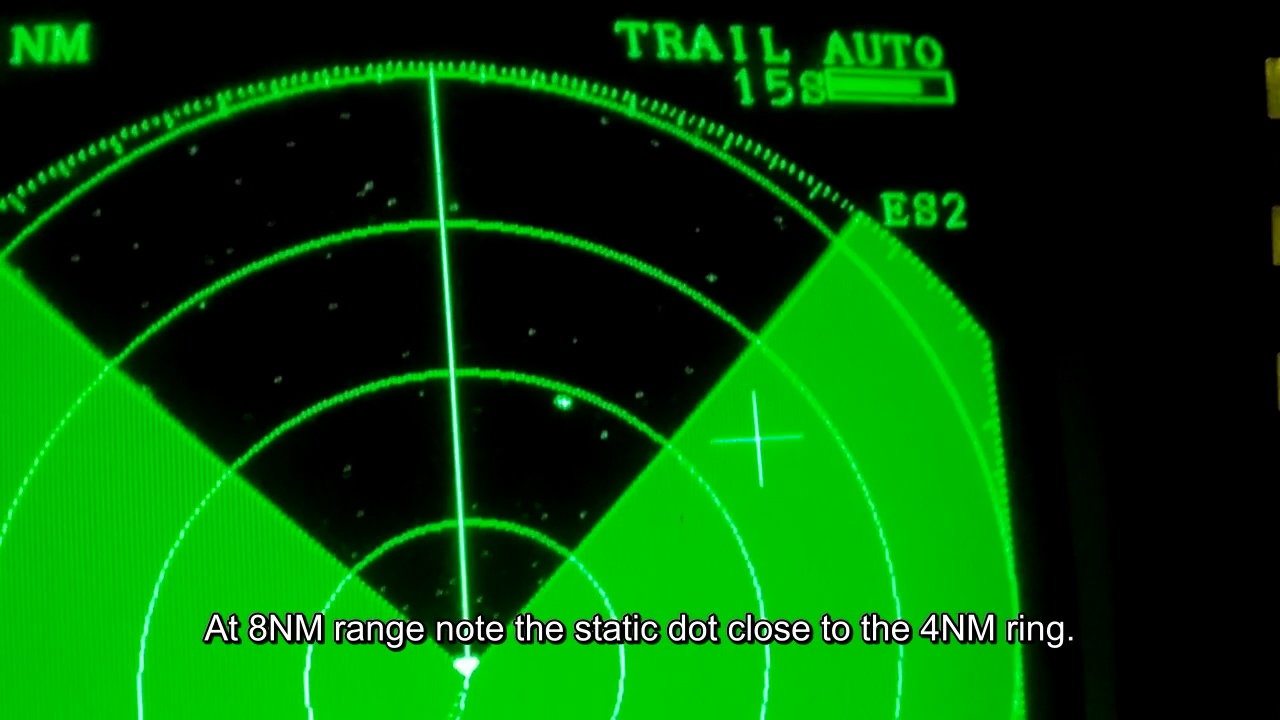 NM
TRAIL AUTO
15S
ES2
At 8NM range note the static dot close to the 4NM ring.